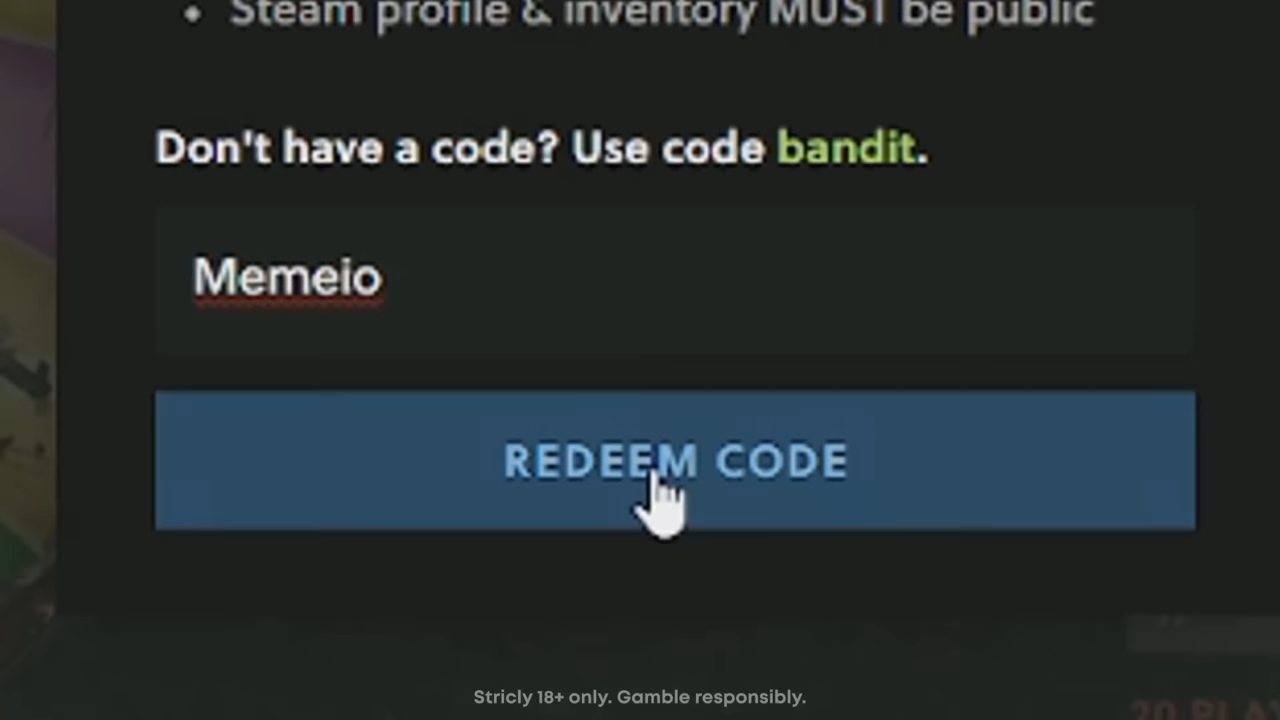 Steam profile & inventory MUST be public
Don't have a code? Use code bandit.
Memeio
REDEEM CODE
Stricly 18+ only. Gamble responsibly.